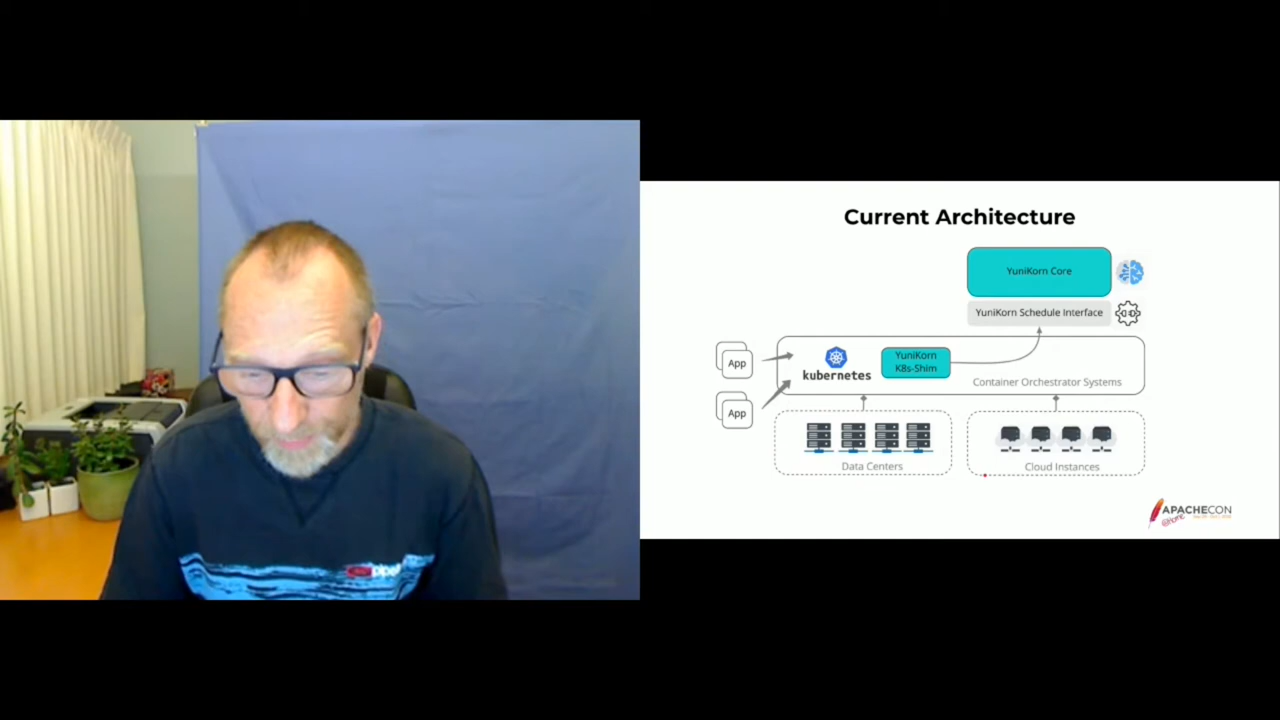 Current Architecture
YuniKorn Core
YuniKorn Schedule Interface
App
kubernetes
YuniKorn
K8s-Shim
Container Orchestrator Systems
App
Data Centers
Cloud Instances
APACHECON
@Home